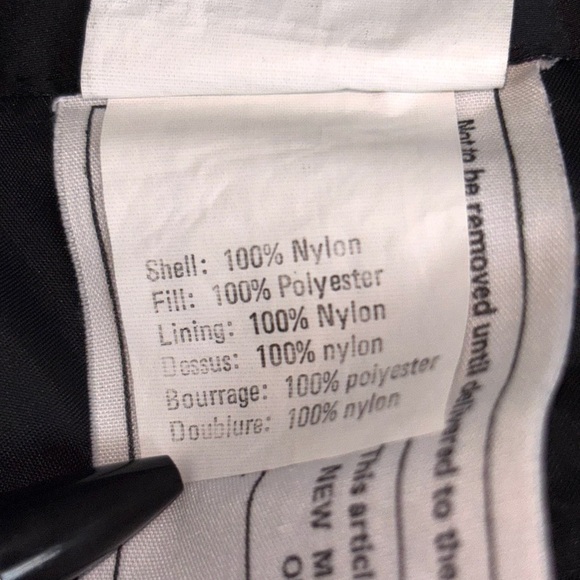 Shell: 100% Nylon
Fill: 100% Polyester
Lining: 100% Nylon
Dessus: 100% nylon
Bourrage: 100% polyester
Doublure: 100% nylon
Not to be removed until delivered to the
This articl
NEW M